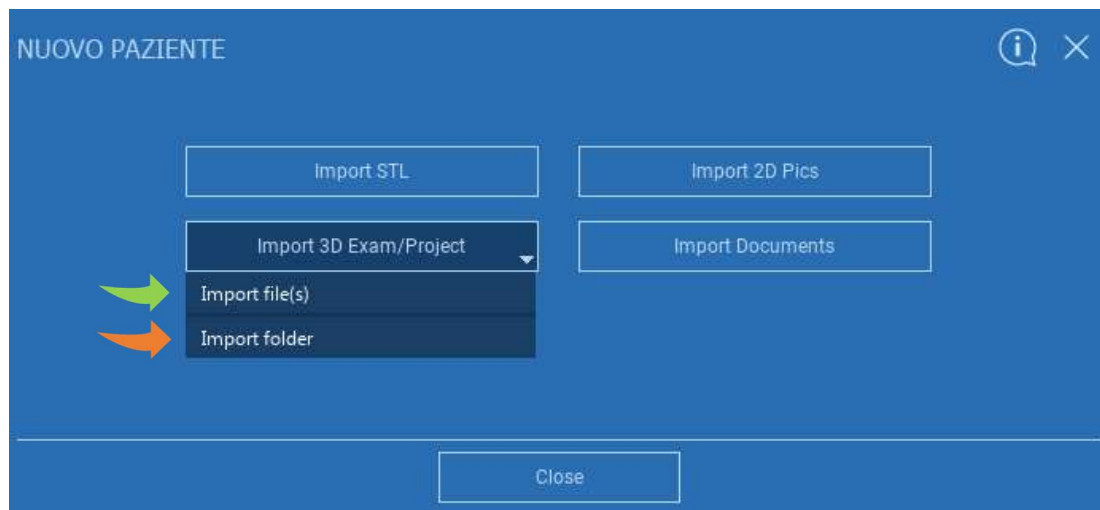 NUOVO PAZIENTE
Import STL
Import 2D Pics
Import 3D Exam/Project
Import Documents
Import file(s)
Import folder
Close